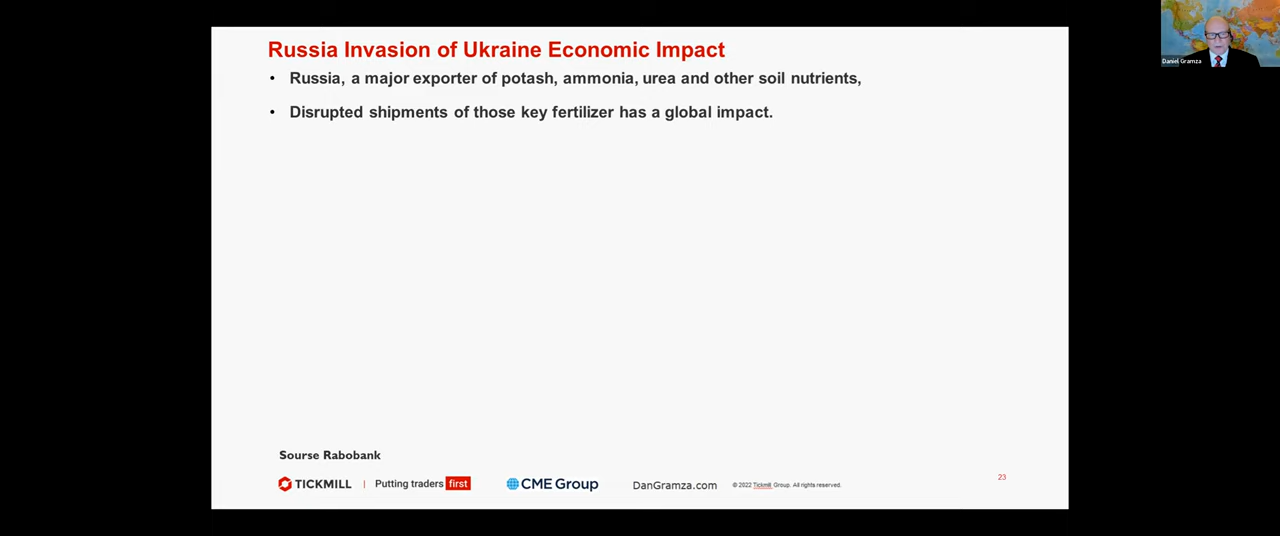 Russia Invasion of Ukraine Economic Impact
• Russia, a major exporter of potash, ammonia, urea and other soil nutrients,
• Disrupted shipments of those key fertilizer has a global impact.
Sourse Rabobank
TICKMILL | Putting traders first
CME Group
DanGramza.com
© 2022 Tickmill Group. All rights reserved.
23
Daniel Gramza